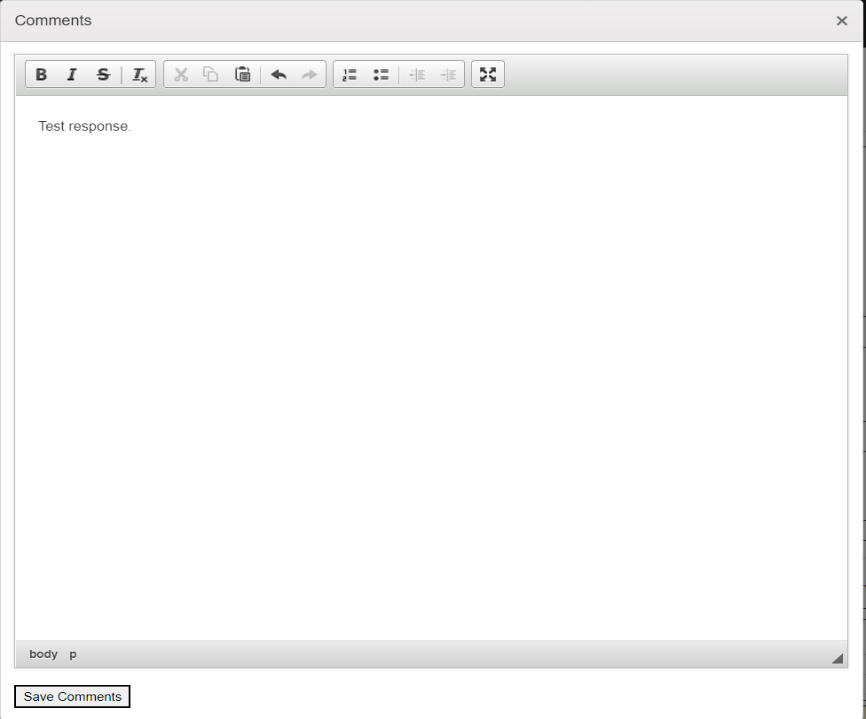 Comments
Test response.
body p
Save Comments